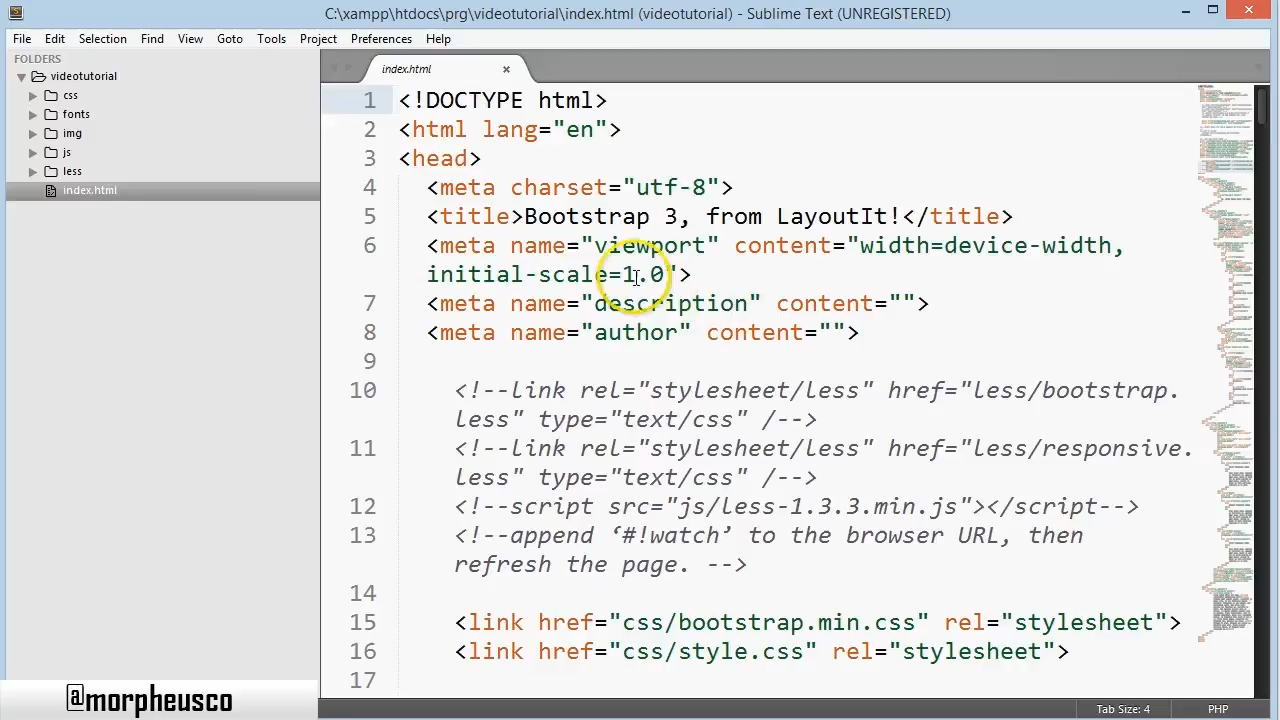 C:\xampp\htdocs\prg\videotutorial\index.html (videotutorial) - Sublime Text (UNREGISTERED)
File Edit Selection Find View Goto Tools Project Preferences Help
FOLDERS
videotutorial
css
fonts
img
js
less
index.html
index.html
1 <!DOCTYPE html>
2 <html lang="en">
3 <head>
4 <meta charset="utf-8">
5 <title>Bootstrap 3, from LayoutIt!</title>
6 <meta name="viewport" content="width=device-width,
initial-scale=1.0">
7 <meta name="description" content="">
8 <meta name="author" content="">
9
10 <!--link rel="stylesheet/less" href="less/bootstrap.
less" type="text/css" /-->
11 <!--link rel="stylesheet/less" href="less/responsive.
less" type="text/css" /-->
12 <!--script src="js/less-1.3.3.min.js"></script-->
13 <!--append ‘#!watch’ to the browser URL, then
refresh the page. -->
14
15 <link href="css/bootstrap.min.css" rel="stylesheet">
16 <link href="css/style.css" rel="stylesheet">
17
@morpheusco
Tab Size: 4 PHP